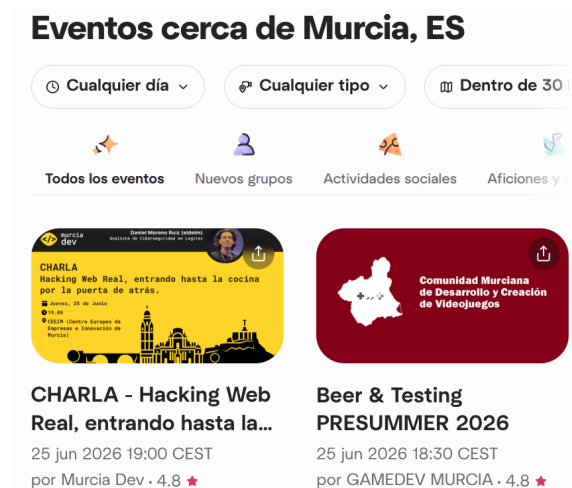 Eventos cerca de Murcia, ES
Cualquier día
Cualquier tipo
Dentro de 30
Todos los eventos
Nuevos grupos
Actividades sociales
Aficiones y
murcia
dev
Daniel Moreno Ruiz (eldeim)
Analista de Ciberseguridad en Legitec
CHARLA
Hacking Web Real, entrando hasta la cocina
por la puerta de atrás.
Jueves, 25 de Junio
19.00
CEEIM (Centro Europeo de
Empresas e Innovación de
Murcia)
Comunidad Murciana
de Desarrollo y Creación
de Videojuegos
CHARLA - Hacking Web
Real, entrando hasta la...
25 jun 2026 19:00 CEST
por Murcia Dev · 4.8
Beer & Testing
PRESUMMER 2026
25 jun 2026 18:30 CEST
por GAMEDEV MURCIA · 4.8